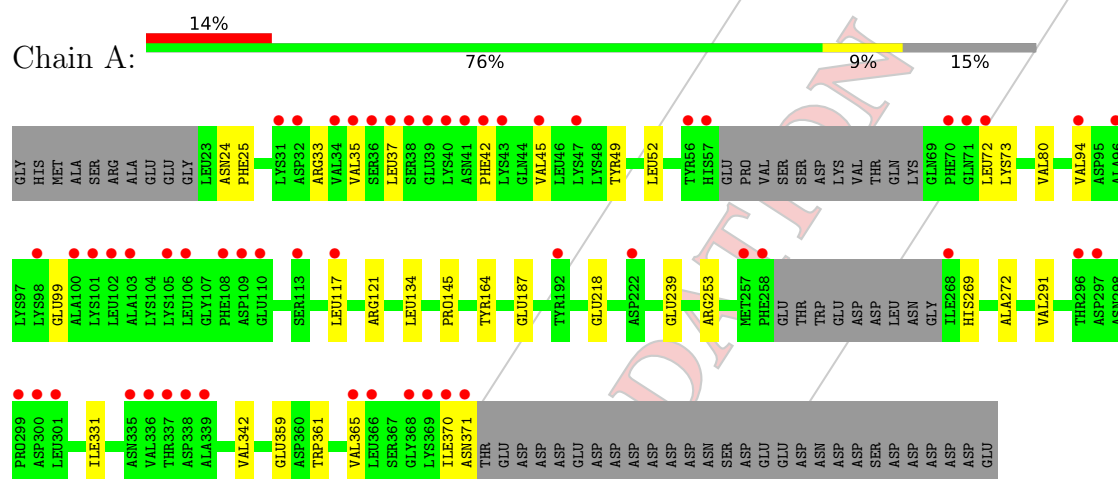 14%
Chain A:
76% 9% 15%
GLY HIS MET ALA SER ARG ALA GLU GLU GLY LEU23 ASN24 PHE25 LYS31 ASP32 ARG33 VAL34 VAL35 SER36 LEU37 SER38 GLU39 LYS40 ASN41 PHE42 LYS43 GLN44 VAL45 LEU46 LYS47 LYS48 TYR49 LEU52 TYR56 HIS57 GLU PRO VAL SER SER ASP LYS VAL THR GLN LYS GLN69 PHE70 GLN71 LEU72 LYS73 VAL80 VAL94 ASP95 ALA96
LYS97 LYS98 GLU99 ALA100 LYS101 LEU102 ALA103 LYS104 LYS105 LEU106 GLY107 PHE108 ASP109 GLU110 SER113 LEU117 ARG121 LEU134 PRO145 TYR164 GLU187 TYR192 GLU218 ASP222 GLU239 ARG253 MET257 PHE258 GLU THR TRP GLU ASP ASP LEU ASN GLY ILE268 HIS269 ALA272 VAL291 THR296 ASP297 ASN298
PRO299 ASP300 LEU301 ILE331 ASN335 VAL336 THR337 ASP338 ALA339 VAL342 GLU359 ASP360 TRP361 VAL365 LEU366 SER367 GLY368 LYS369 ILE370 ASN371 THR GLU ASP ASP ASP GLU ASP ASP ASP ASP ASP ASP ASN SER ASP GLU GLU ASP ASN ASP ASP SER ASP ASP ASP ASP ASP GLU